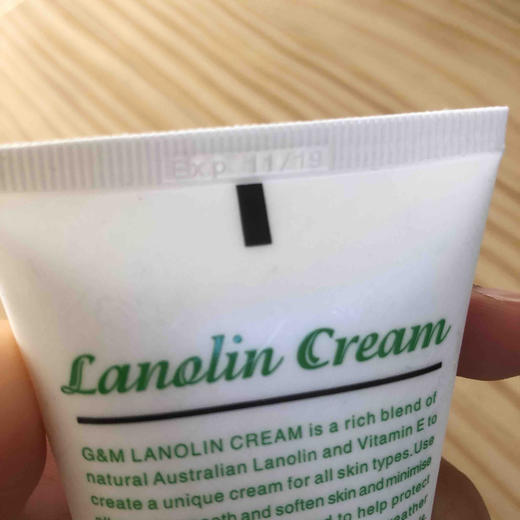 Exp. 11/19
Lanolin Cream
G&M LANOLIN CREAM is a rich blend of
natural Australian Lanolin and Vitamin E to
create a unique cream for all skin types. Use
and soften skin and minimise
to help protect